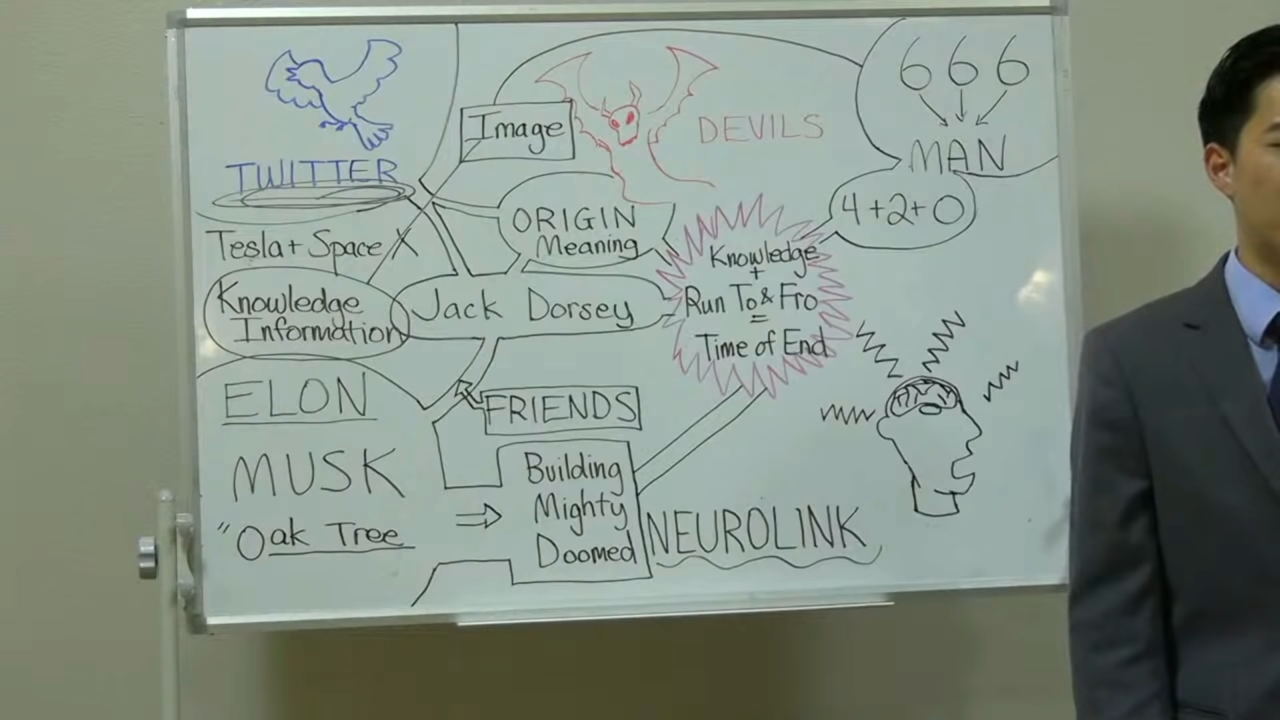 TWITTER
Tesla + Space X
Knowledge
Information
ELON
MUSK
"Oak Tree
Image
DEVILS
ORIGIN
Meaning
Jack Dorsey
FRIENDS
Building
Mighty
Doomed
666
MAN
4+2+0
Knowledge
+
Run To & Fro
=
Time of End
NEUROLINK